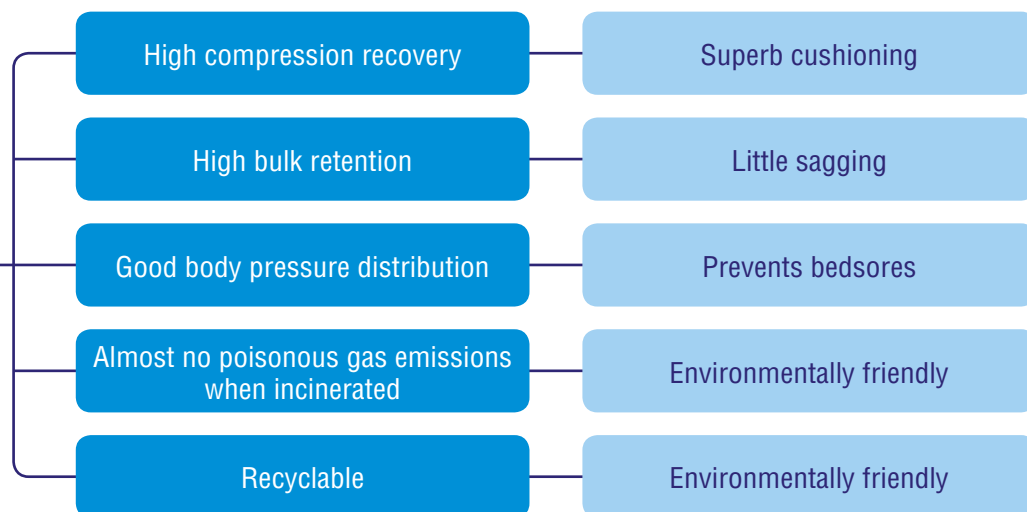 High compression recovery
Superb cushioning
High bulk retention
Little sagging
Good body pressure distribution
Prevents bedsores
Almost no poisonous gas emissions
when incinerated
Environmentally friendly
Recyclable
Environmentally friendly